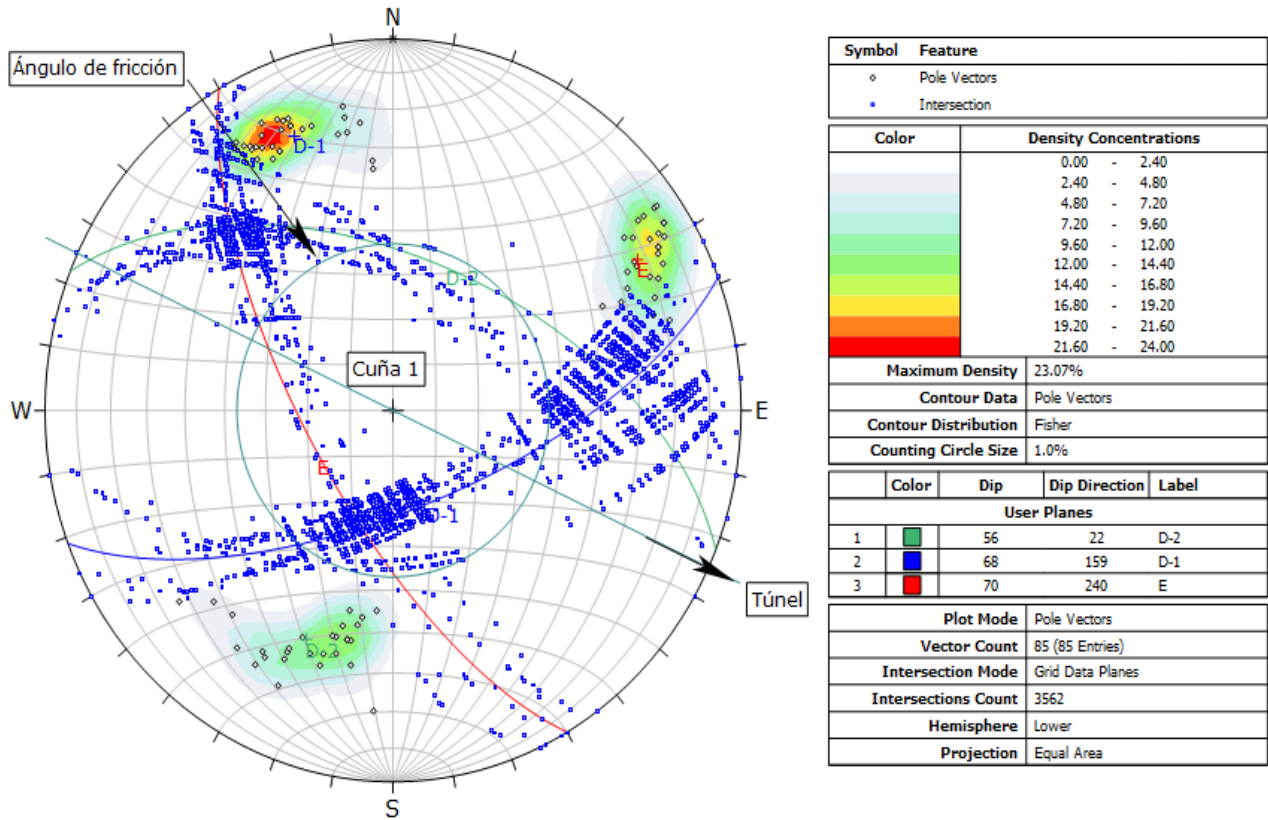 N
Ángulo de fricción
D-1
D-2
E
Cuña 1
W
E
E
D-1
Túnel
D-2
S
Symbol Feature
Pole Vectors
Intersection
Color Density Concentrations
0.00 - 2.40
2.40 - 4.80
4.80 - 7.20
7.20 - 9.60
9.60 - 12.00
12.00 - 14.40
14.40 - 16.80
16.80 - 19.20
19.20 - 21.60
21.60 - 24.00
Maximum Density 23.07%
Contour Data Pole Vectors
Contour Distribution Fisher
Counting Circle Size 1.0%
Color Dip Dip Direction Label
User Planes
1 56 22 D-2
2 68 159 D-1
3 70 240 E
Plot Mode Pole Vectors
Vector Count 85 (85 Entries)
Intersection Mode Grid Data Planes
Intersections Count 3562
Hemisphere Lower
Projection Equal Area